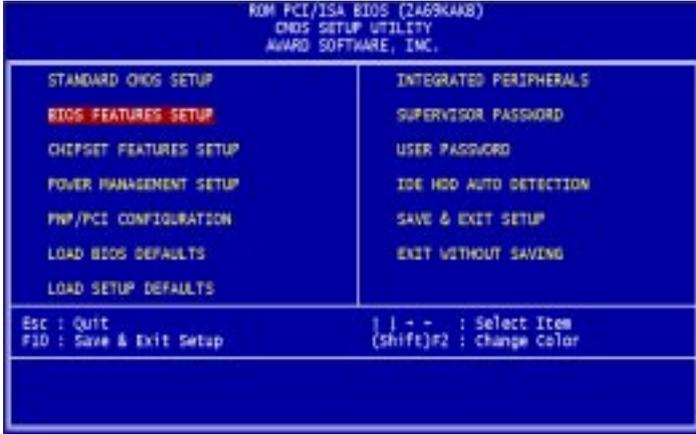 ROM PCI/ISA BIOS (2A69KAKB)
CMOS SETUP UTILITY
AWARD SOFTWARE, INC.
STANDARD CMOS SETUP
BIOS FEATURES SETUP
CHIPSET FEATURES SETUP
POWER MANAGEMENT SETUP
PNP/PCI CONFIGURATION
LOAD BIOS DEFAULTS
LOAD SETUP DEFAULTS
INTEGRATED PERIPHERALS
SUPERVISOR PASSWORD
USER PASSWORD
IDE HDD AUTO DETECTION
SAVE & EXIT SETUP
EXIT WITHOUT SAVING
Esc : Quit
F10 : Save & Exit Setup
↑ ↓ → ← : Select Item
(Shift)F2 : Change Color